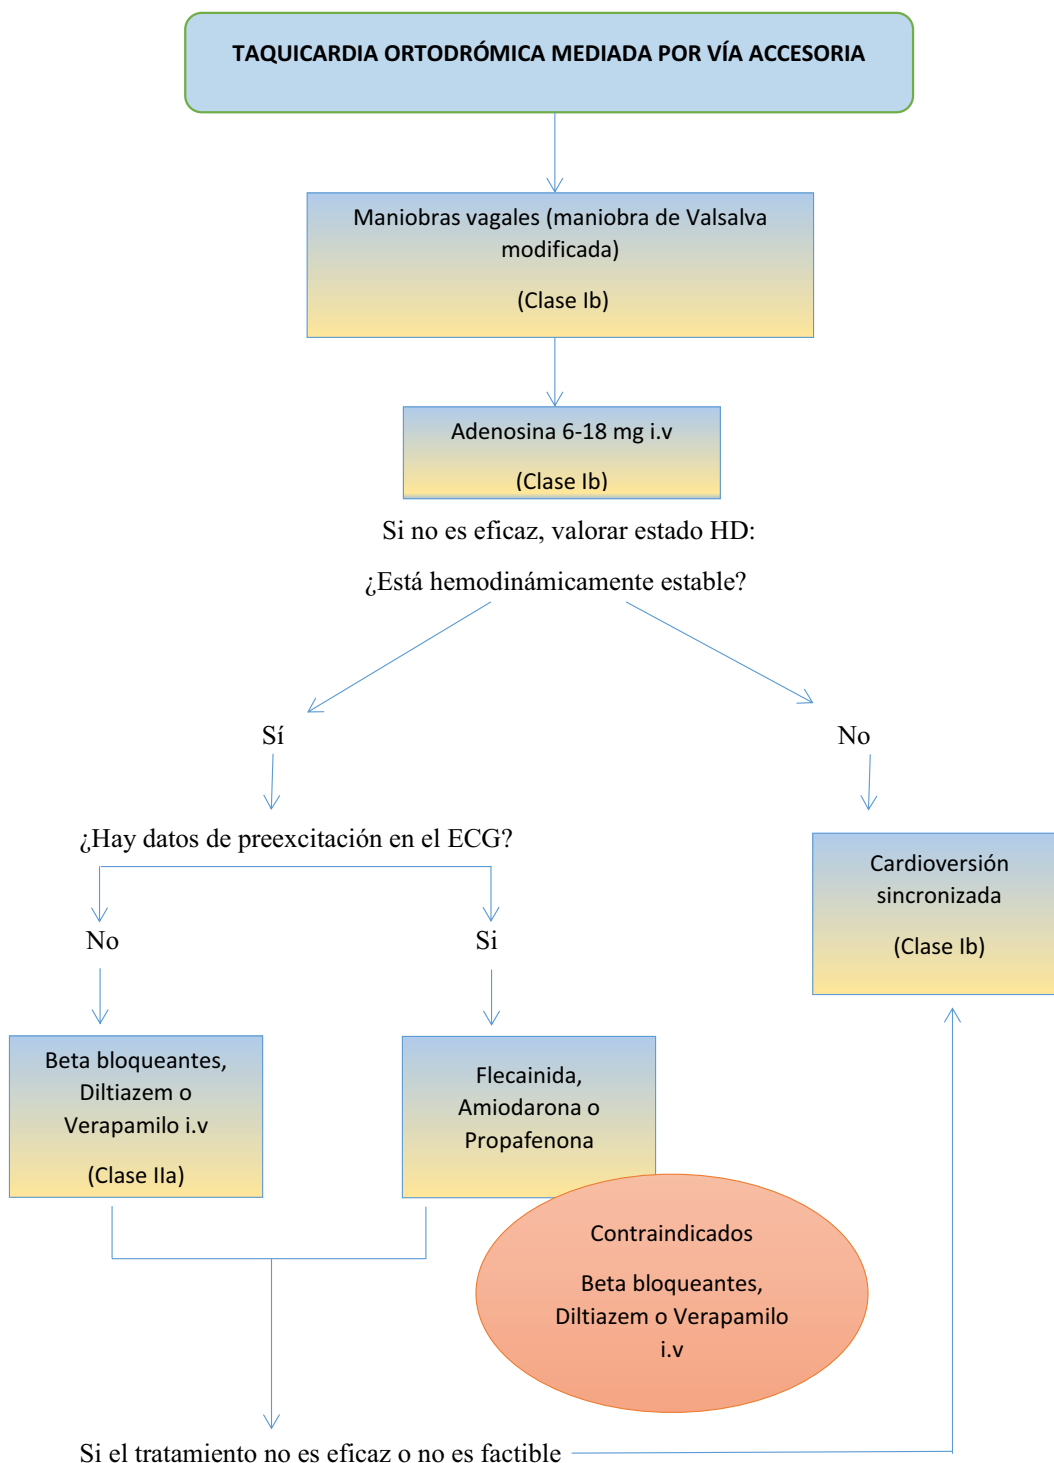 TAQUICARDIA ORTODRÓMICA MEDIADA POR VÍA ACCESORIA
Maniobras vagales (maniobra de Valsalva
modificada)
(Clase Ib)
Adenosina 6-18 mg i.v
(Clase Ib)
Si no es eficaz, valorar estado HD:
¿Está hemodinámicamente estable?
Sí
No
¿Hay datos de preexcitación en el ECG?
Cardioversión
sincronizada
(Clase Ib)
No
Si
Beta bloqueantes,
Diltiazem o
Verapamilo i.v
(Clase IIa)
Flecainida,
Amiodarona o
Propafenona
Contraindicados
Beta bloqueantes,
Diltiazem o Verapamilo
i.v
Si el tratamiento no es eficaz o no es factible